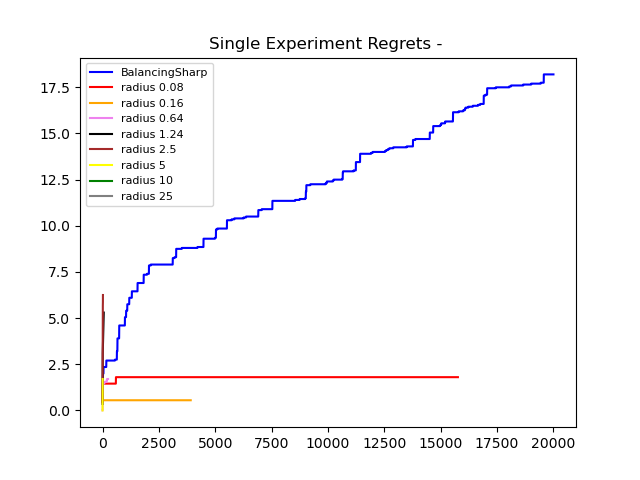 Single Experiment Regrets -
BalancingSharp
radius 0.08
radius 0.16
radius 0.64
radius 1.24
radius 2.5
radius 5
radius 10
radius 25
17.5
15.0
12.5
10.0
7.5
5.0
2.5
0.0
0 2500 5000 7500 10000 12500 15000 17500 20000